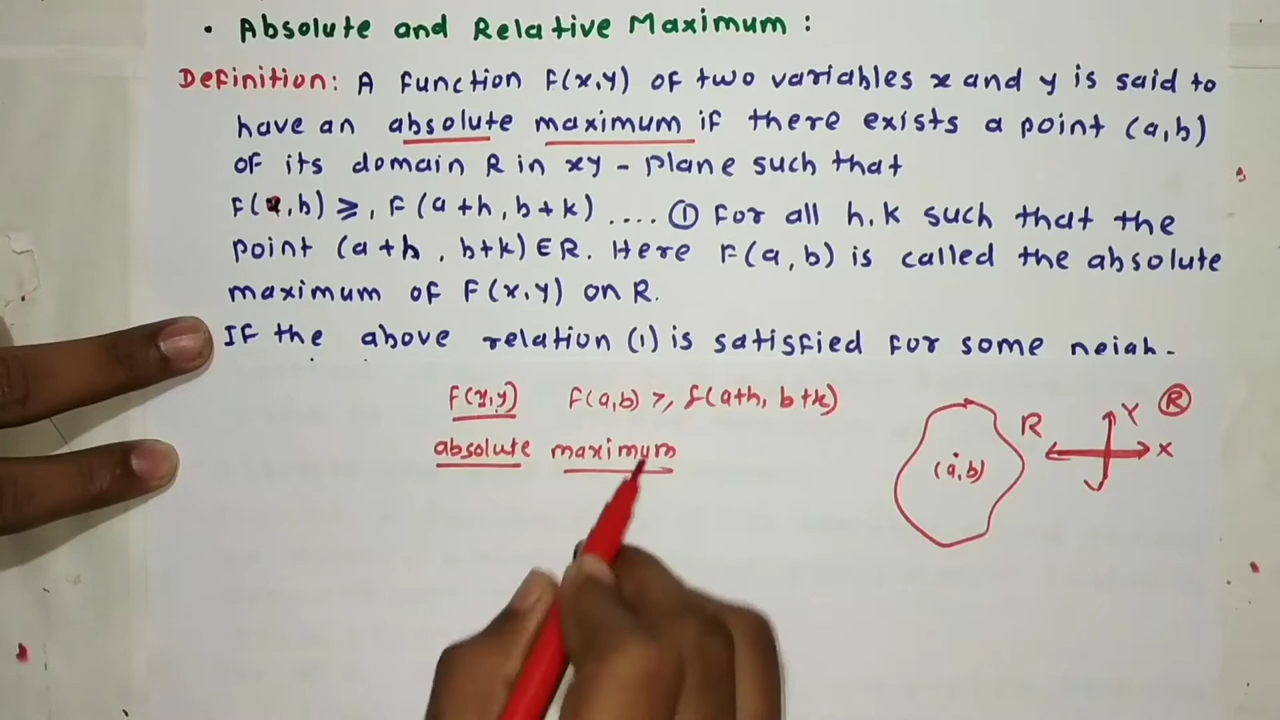 • Absolute and Relative Maximum :
Definition: A function F(x,y) of two variables x and y is said to
have an absolute maximum if there exists a point (a,b)
of its domain R in xy - plane such that
F(a,b) ≥, F(a+h, b+k) .... ① For all h,k such that the
point (a+h, b+k) ∈ R. Here F(a,b) is called the absolute
maximum of F(x,y) on R.
If the above relation (1) is satisfied for some neigh-
F(x,y) F(a,b) ≥, f(a+h, b+k)
absolute maximum
R
(a,b)
Y
X
Ⓡ